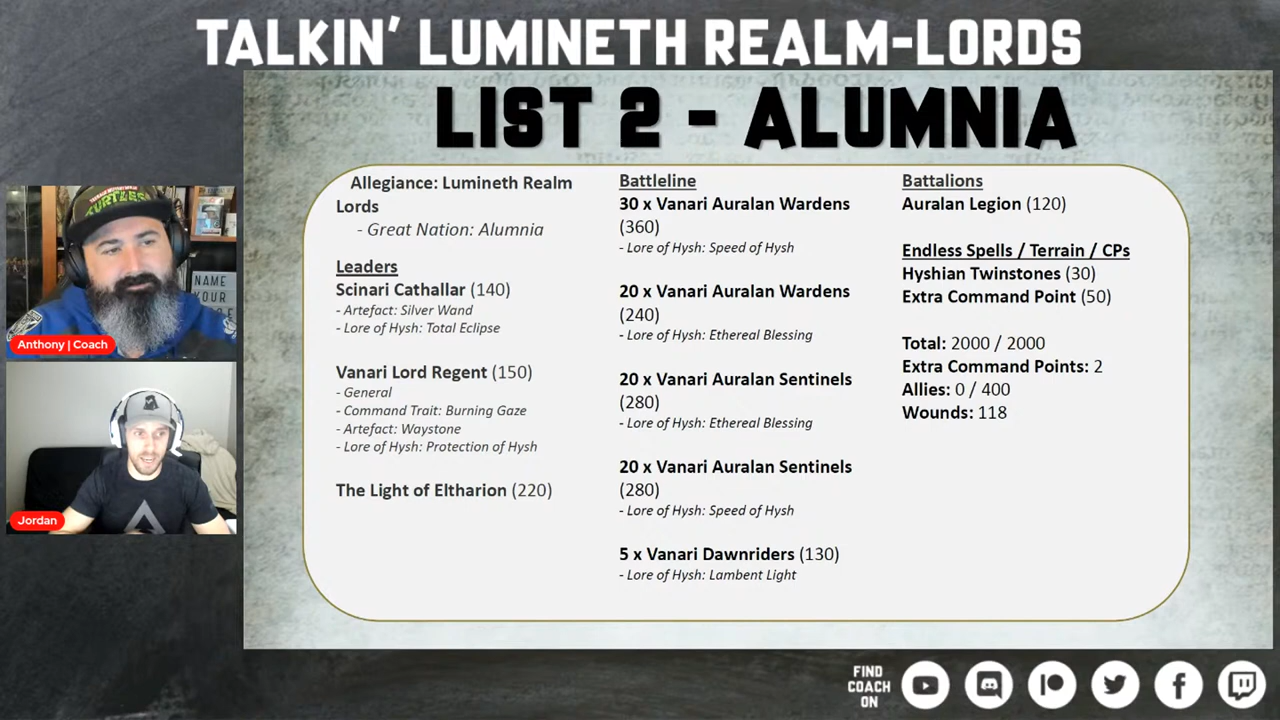 TALKIN' LUMINETH REALM-LORDS
LIST 2 - ALUMNIA
Allegiance: Lumineth Realm
Lords
- Great Nation: Alumnia
Leaders
Scinari Cathallar (140)
- Artefact: Silver Wand
- Lore of Hysh: Total Eclipse
Vanari Lord Regent (150)
- General
- Command Trait: Burning Gaze
- Artefact: Waystone
- Lore of Hysh: Protection of Hysh
The Light of Eltharion (220)
Battleline
30 x Vanari Auralan Wardens
(360)
- Lore of Hysh: Speed of Hysh
20 x Vanari Auralan Wardens
(240)
- Lore of Hysh: Ethereal Blessing
20 x Vanari Auralan Sentinels
(280)
- Lore of Hysh: Ethereal Blessing
20 x Vanari Auralan Sentinels
(280)
- Lore of Hysh: Speed of Hysh
5 x Vanari Dawnriders (130)
- Lore of Hysh: Lambent Light
Battalions
Auralan Legion (120)
Endless Spells / Terrain / CPs
Hyshian Twinstones (30)
Extra Command Point (50)
Total: 2000 / 2000
Extra Command Points: 2
Allies: 0 / 400
Wounds: 118
TURTLES
NAME
YOUR
Anthony | Coach
Jordan
FIND
COACH
ON